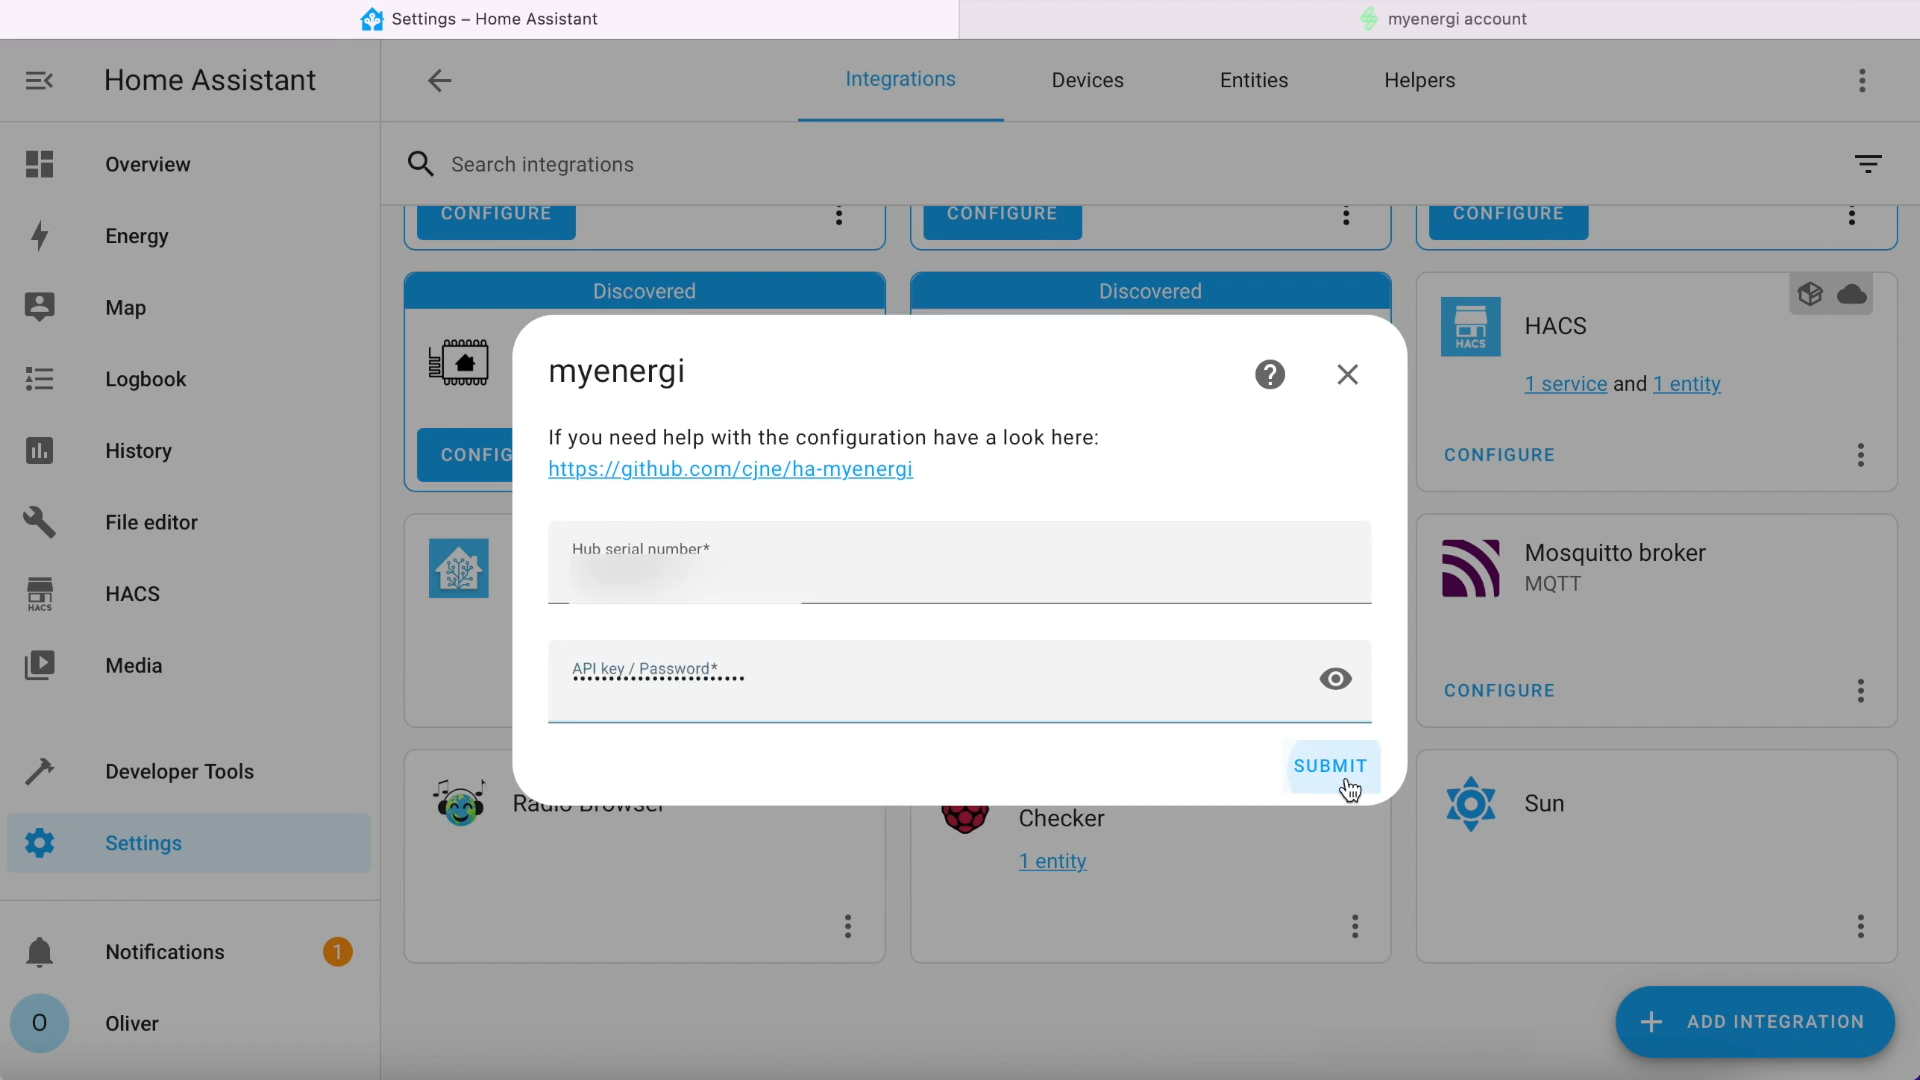 Settings – Home Assistant
myenergi account
Home Assistant
Integrations
Devices
Entities
Helpers
Overview
Energy
Map
Logbook
History
File editor
HACS
HACS
Media
Developer Tools
Settings
Notifications
1
O
Oliver
Search integrations
CONFIGURE
CONFIGURE
CONFIGURE
Discovered
Discovered
HACS
HACS
1 service and 1 entity
CONFIG
CONFIGURE
myenergi
If you need help with the configuration have a look here:
https://github.com/cjne/ha-myenergi
Hub serial number*
API key / Password*
SUBMIT
Mosquitto broker
MQTT
CONFIGURE
Radio Browser
Checker
1 entity
Sun
ADD INTEGRATION